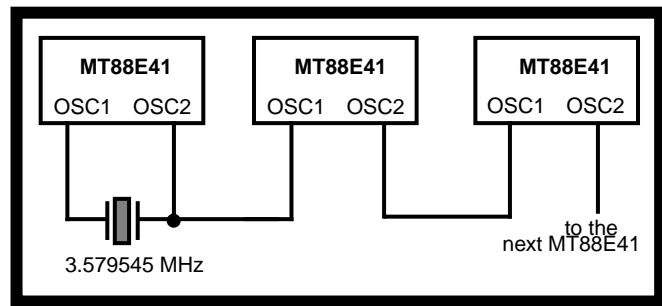 MT88E41 MT88E41 MT88E41
OSC1 OSC2 OSC1 OSC2 OSC1 OSC2
to the
next MT88E41
3.579545 MHz